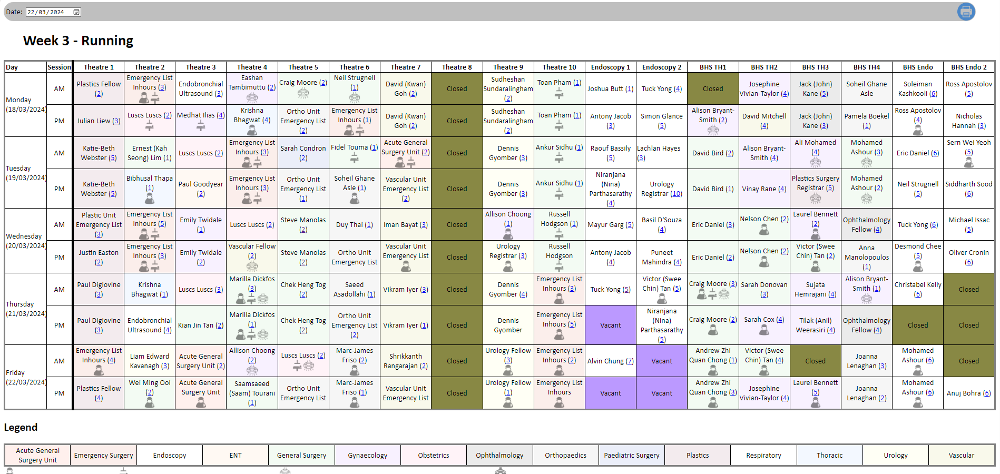 Date: 22/03/2024
Week 3 - Running
Day Session Theatre 1 Theatre 2 Theatre 3 Theatre 4 Theatre 5 Theatre 6 Theatre 7 Theatre 8 Theatre 9 Theatre 10 Endoscopy 1 Endoscopy 2 BHS TH1 BHS TH2 BHS TH3 BHS TH4 BHS Endo BHS Endo 2
Monday (18/03/2024)
AM
Plastics Fellow (2)
Emergency List Inhours (3)
Endobronchial Ultrasound (3)
Eashan Tambimuttu (2)
Craig Moore (2)
Neil Strugnell (1)
David (Kwan) Goh (2)
Closed
Sudheshan Sundaralingham (2)
Toan Pham (1)
Joshua Butt (1)
Tuck Yong (4)
Closed
Josephine Vivian-Taylor (4)
Jack (John) Kane (5)
Soheil Ghane Asle
Soleiman Kashkooli (6)
Ross Apostolov (5)
PM
Julian Liew (3)
Luscs Luscs (2)
Medhat Ilias (4)
Krishna Bhagwat (4)
Ortho Unit Emergency List (2)
Emergency List Inhours (1)
David (Kwan) Goh (2)
Closed
Sudheshan Sundaralingham (2)
Toan Pham (1)
Antony Jacob (3)
Simon Glance (5)
Alison Bryant-Smith (2)
David Mitchell (4)
Jack (John) Kane (3)
Pamela Boekel (1)
Ross Apostolov (4)
Nicholas Hannah (3)
Tuesday (19/03/2024)
AM
Katie-Beth Webster (5)
Ernest (Kah Seong) Lim (1)
Luscs Luscs (2)
Emergency List Inhours (3)
Sarah Condron (2)
Fidel Touma (1)
Acute General Surgery Unit (2)
Closed
Dennis Gyomber (3)
Ankur Sidhu (1)
Raouf Bassily (5)
Lachlan Hayes (3)
David Bird (2)
Alison Bryant-Smith (4)
Ali Mohamed (4)
Mohamed Ashour (3)
Eric Daniel (6)
Sern Wei Yeoh (5)
PM
Katie-Beth Webster (5)
Bibhusal Thapa (1)
Paul Goodyear (2)
Emergency List Inhours (3)
Ortho Unit Emergency List (1)
Soheil Ghane Asle (1)
Vascular Unit Emergency List (2)
Closed
Dennis Gyomber (3)
Ankur Sidhu (1)
Niranjana (Nina) Parthasarathy (4)
Urology Registrar (10)
David Bird (1)
Vinay Rane (4)
Plastics Surgery Registrar (5)
Mohamed Ashour (2)
Neil Strugnell (5)
Siddharth Sood (6)
Wednesday (20/03/2024)
AM
Plastic Unit Emergency List (3)
Emergency List Inhours (5)
Emily Twidale (1)
Luscs Luscs (2)
Steve Manolas (2)
Duy Thai (1)
Iman Bayat (3)
Closed
Allison Choong (1)
Russell Hodgson (1)
Mayur Garg (5)
Basil D'Souza (4)
Eric Daniel (3)
Nelson Chen (2)
Laurel Bennett (2)
Ophthalmology Fellow (4)
Tuck Yong (6)
Michael Issac (5)
PM
Justin Easton (2)
Emergency List Inhours (3)
Emily Twidale (2)
Vascular Fellow (2)
Steve Manolas (2)
Ortho Unit Emergency List
Vascular Unit Emergency List
Closed
Urology Registrar (3)
Russell Hodgson
Antony Jacob (4)
Puneet Mahindra (4)
Eric Daniel (2)
Nelson Chen (2)
Victor (Swee Chin) Tan (2)
Anna Manolopoulos (1)
Desmond Chee (5)
Oliver Cronin (6)
Thursday (21/03/2024)
AM
Paul Digiovine (3)
Krishna Bhagwat (1)
Luscs Luscs (3)
Marilla Dickfos (3)
Chek Heng Tog (2)
Saeed Asadollahi (1)
Vikram Iyer (3)
Closed
Dennis Gyomber (4)
Emergency List Inhours (3)
Tuck Yong (5)
Victor (Swee Chin) Tan (5)
Craig Moore (3)
Sarah Donovan (3)
Sujata Hemrajani (4)
Alison Bryant-Smith (1)
Christabel Kelly (6)
Closed
PM
Paul Digiovine (3)
Endobronchial Ultrasound (4)
Kian Jin Tan (2)
Marilla Dickfos (1)
Chek Heng Tog (2)
Ortho Unit Emergency List (2)
Vikram Iyer (1)
Closed
Dennis Gyomber
Emergency List Inhours (5)
Vacant
Niranjana (Nina) Parthasarathy (5)
Craig Moore (2)
Sarah Cox (4)
Tilak (Anil) Weerasiri (4)
Ophthalmology Fellow (4)
Closed
Closed
Friday (22/03/2024)
AM
Emergency List Inhours (4)
Liam Edward Kavanagh (3)
Acute General Surgery Unit (2)
Allison Choong (2)
Luscs Luscs (2)
Marc-James Friso (2)
Shrikkanth Rangarajan (2)
Closed
Urology Fellow (3)
Emergency List Inhours (2)
Alvin Chung (7)
Vacant
Andrew Zhi Quan Chong (1)
Victor (Swee Chin) Tan (4)
Closed
Joanna Lenaghan (3)
Mohamed Ashour (6)
Closed
PM
Plastics Fellow (4)
Wei Ming Ooi (2)
Acute General Surgery Unit
Saamsaeed (Saam) Tourani (1)
Ortho Unit Emergency List
Marc-James Friso (1)
Vascular Unit Emergency List
Closed
Urology Fellow (1)
Emergency List Inhours
Vacant
Vacant
Andrew Zhi Quan Chong (3)
Josephine Vivian-Taylor (4)
Laurel Bennett (5)
Joanna Lenaghan (2)
Mohamed Ashour (6)
Anuj Bohra (6)
Legend
Acute General Surgery Unit
Emergency Surgery
Endoscopy
ENT
General Surgery
Gynaecology
Obstetrics
Ophthalmology
Orthopaedics
Paediatric Surgery
Plastics
Respiratory
Thoracic
Urology
Vascular